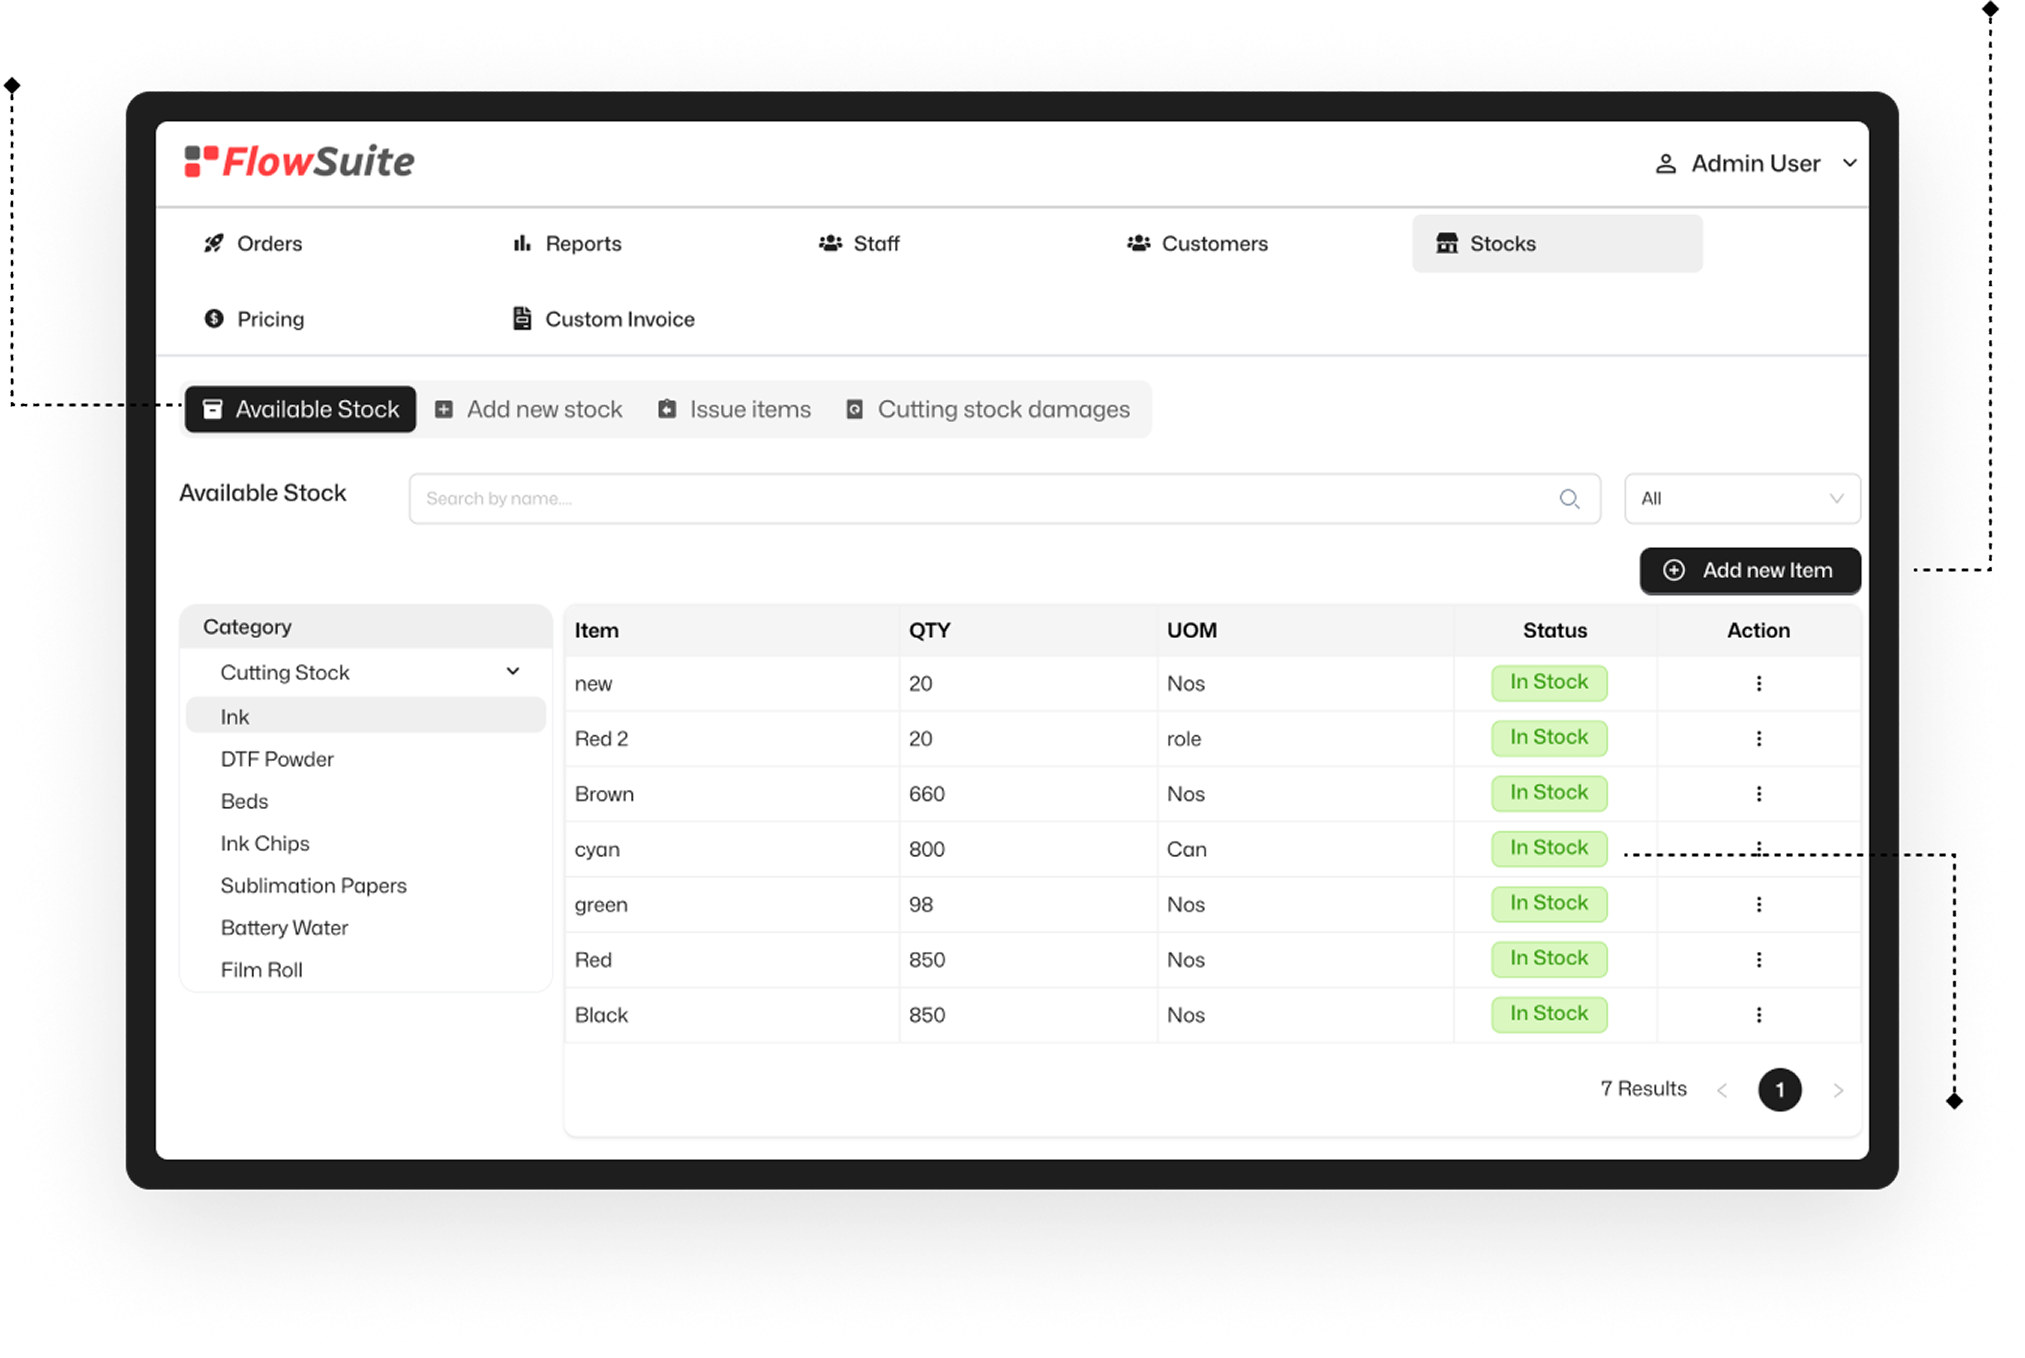 FlowSuite
Admin User
Orders Reports Staff Customers Stocks
Pricing Custom Invoice
Available Stock Add new stock Issue items Cutting stock damages
Available Stock Search by name.... All
Add new Item
Category
Cutting Stock
Ink
DTF Powder
Beds
Ink Chips
Sublimation Papers
Battery Water
Film Roll
Item QTY UOM Status Action
new 20 Nos In Stock
Red 2 20 role In Stock
Brown 660 Nos In Stock
cyan 800 Can In Stock
green 98 Nos In Stock
Red 850 Nos In Stock
Black 850 Nos In Stock
7 Results < 1 >